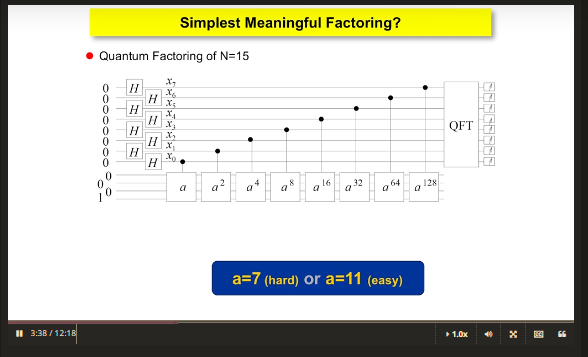 Simplest Meaningful Factoring?
Quantum Factoring of N=15
0 H x₇
0 H x₆
0 H x₅
0 H x₄
0 H x₃
0 H x₂
0 H x₁
0 H x₀
QFT
0
0
0
1
a a² a⁴ a⁸ a¹⁶ a³² a⁶⁴ a¹²⁸
a=7 (hard) or a=11 (easy)
3:38 / 12:18 1.0x CC